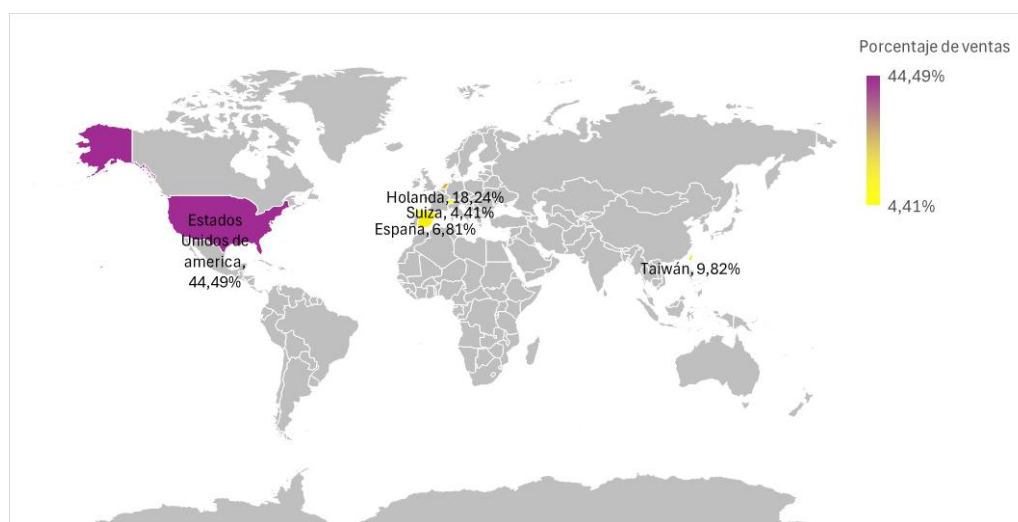 Porcentaje de ventas
44,49%
4,41%
Holanda, 18,24%
Suiza, 4,41%
España, 6,81%
Estados
Unidos de
america,
44,49%
Taiwán, 9,82%